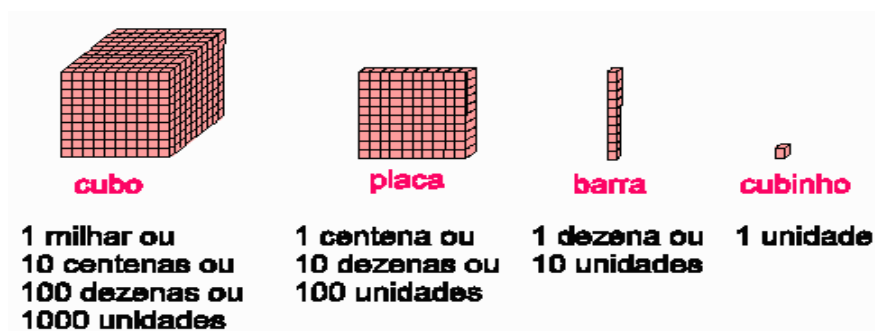 cubo
placa
barra
cubinho
1 milhar ou
10 centenas ou
100 dezenas ou
1000 unidades
1 centena ou
10 dezenas ou
100 unidades
1 dezena ou
10 unidades
1 unidade